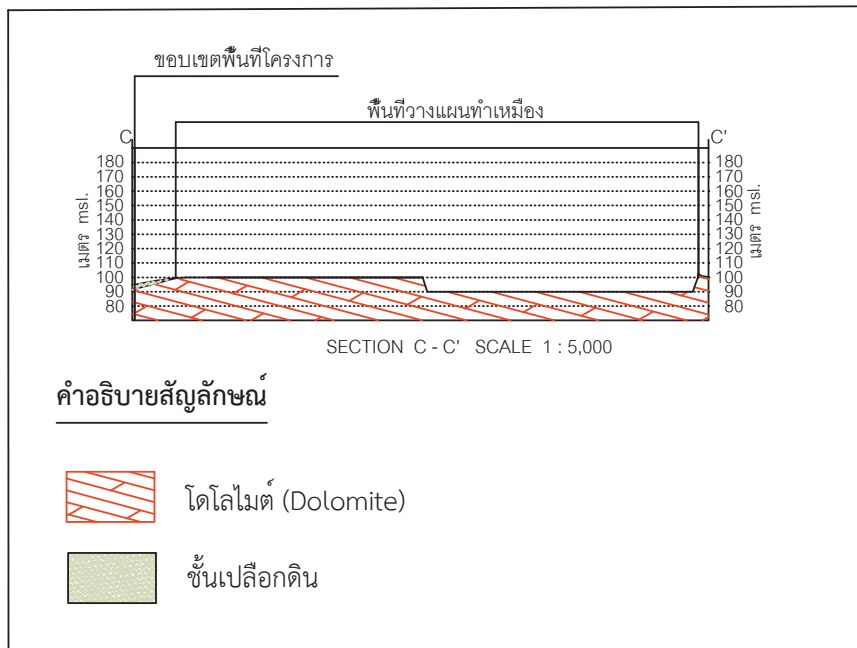 ขอบเขตพื้นที่โครงการ
พื้นที่วางแผนทำเหมือง
C C'
180 180
170 170
160 160
150 150
140 140
130 130
120 120
110 110
100 100
90 90
80 80
เมตร msl.
เมตร msl.
SECTION C - C' SCALE 1 : 5,000
คำอธิบายสัญลักษณ์
โดโลไมต์ (Dolomite)
ชั้นเปลือกดิน